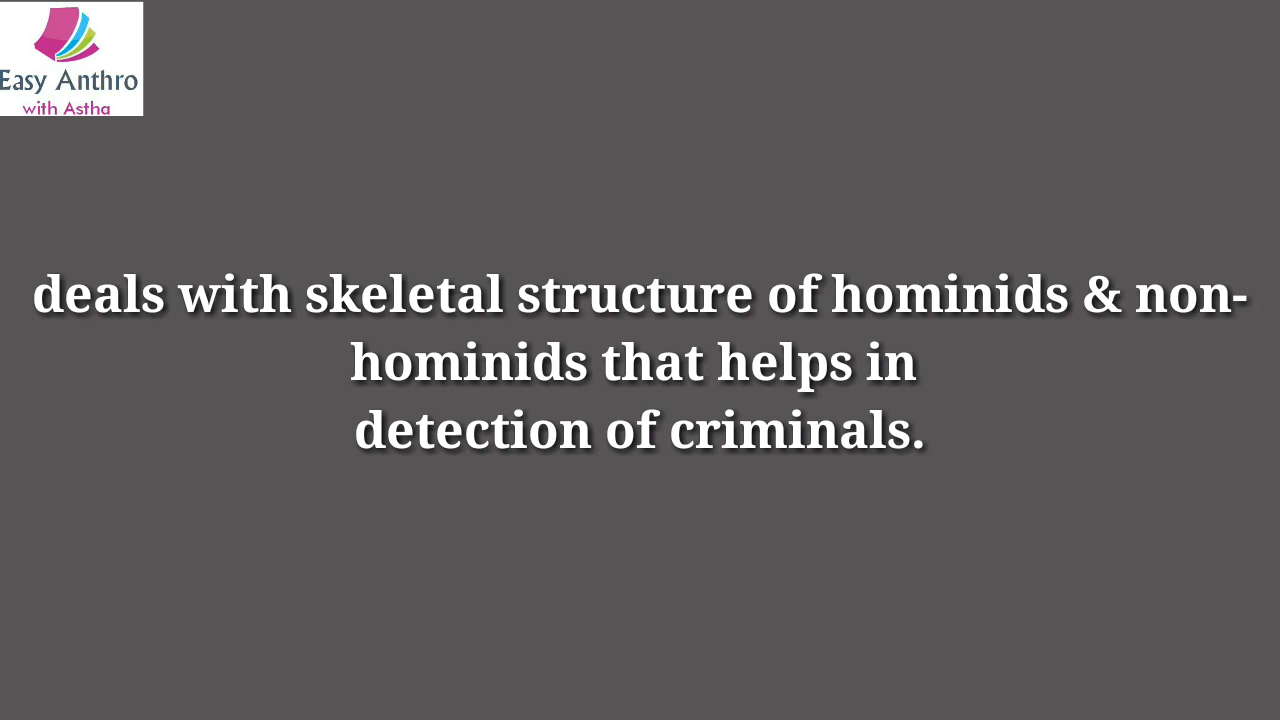 Easy Anthro
with Astha
deals with skeletal structure of hominids & non-
hominids that helps in
detection of criminals.